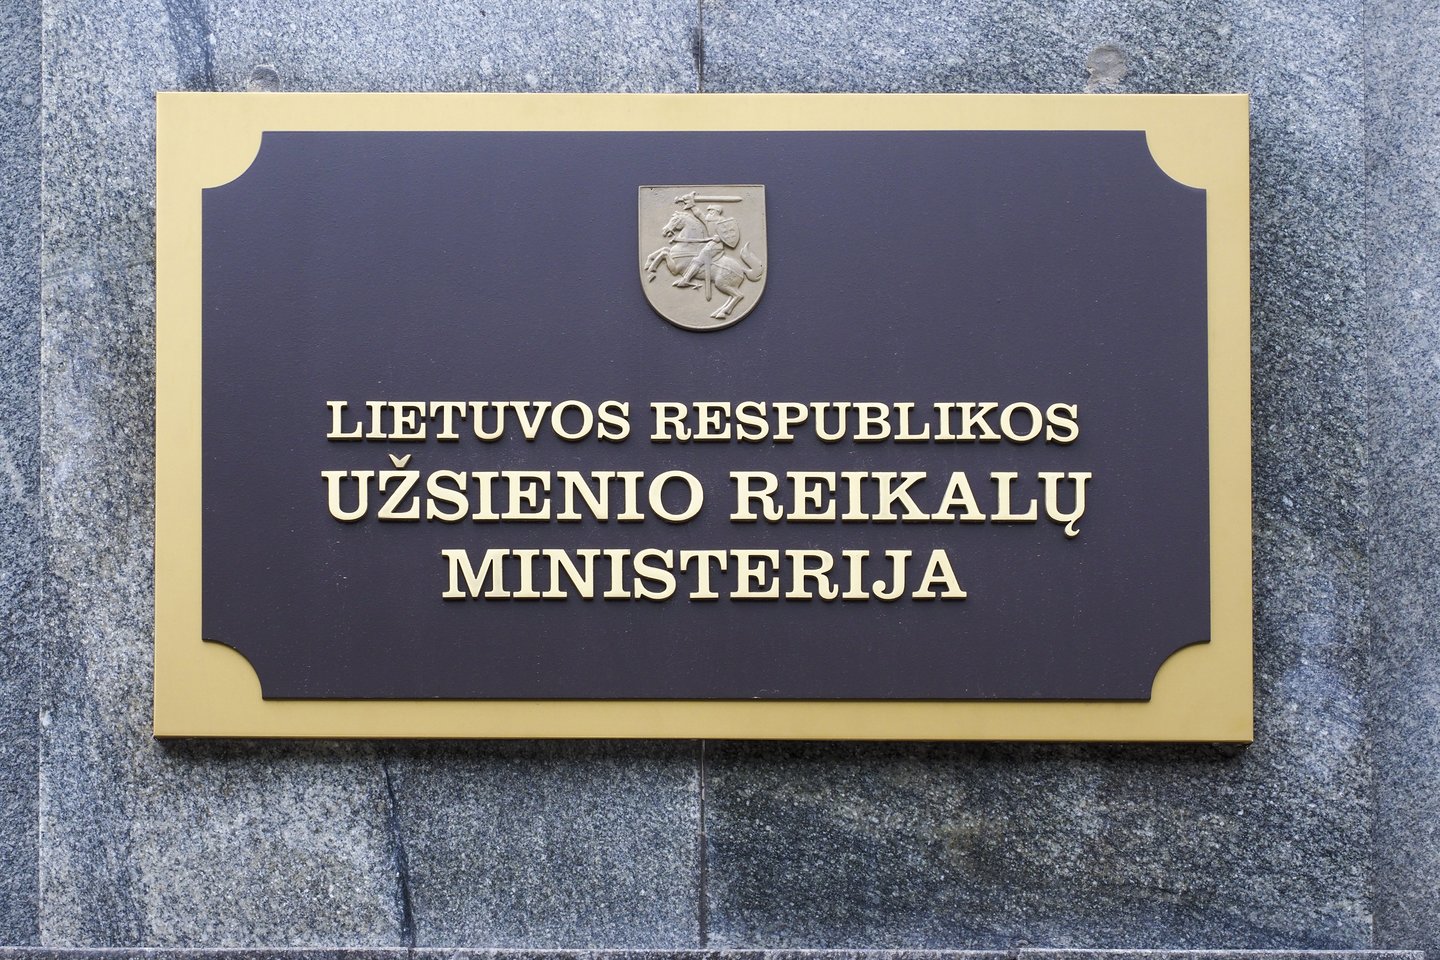 LIETUVOS RESPUBLIKOS
UŽSIENIO REIKALŲ
MINISTERIJA